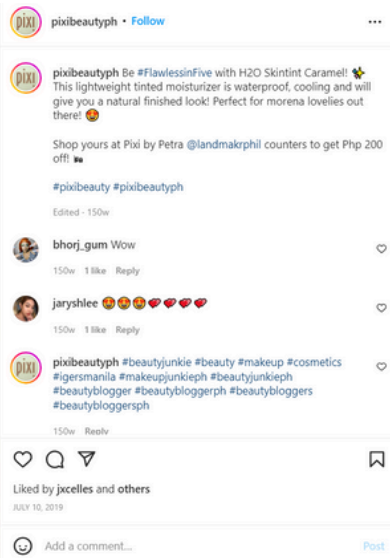 pixi
pixibeautyph • Follow
pixi
pixibeautyph Be #FlawlessinFive with H2O Skintint Caramel!
This lightweight tinted moisturizer is waterproof, cooling and will
give you a natural finished look! Perfect for morena lovelies out
there!
Shop yours at Pixi by Petra @landmakrphil counters to get Php 200
off!
#pixibeauty #pixibeautyph
Edited · 150w
bhorj_gum Wow
150w 1 like Reply
jaryshlee
150w 1 like Reply
pixi
pixibeautyph #beautyjunkie #beauty #makeup #cosmetics
#igersmanila #makeupjunkieph #beautyjunkieph
#beautyblogger #beautybloggerph #beautybloggers
#beautybloggersph
150w Reply
Liked by jxcelles and others
JULY 10, 2019
Add a comment...
Post